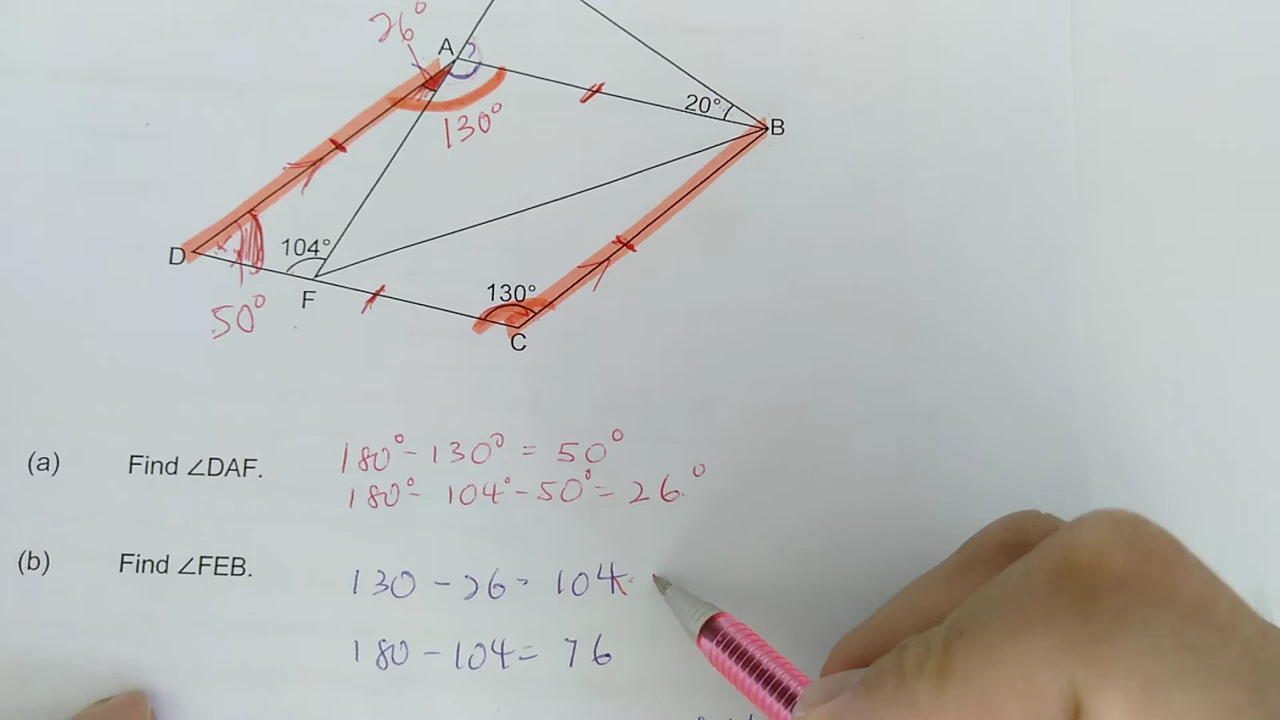 26°
A
130°
20°
B
D
104°
50°
F
130°
C
(a) Find ∠DAF. 180° - 130° = 50°
180° - 104° - 50° = 26°
(b) Find ∠FEB. 130 - 26 = 104
180 - 104 = 76